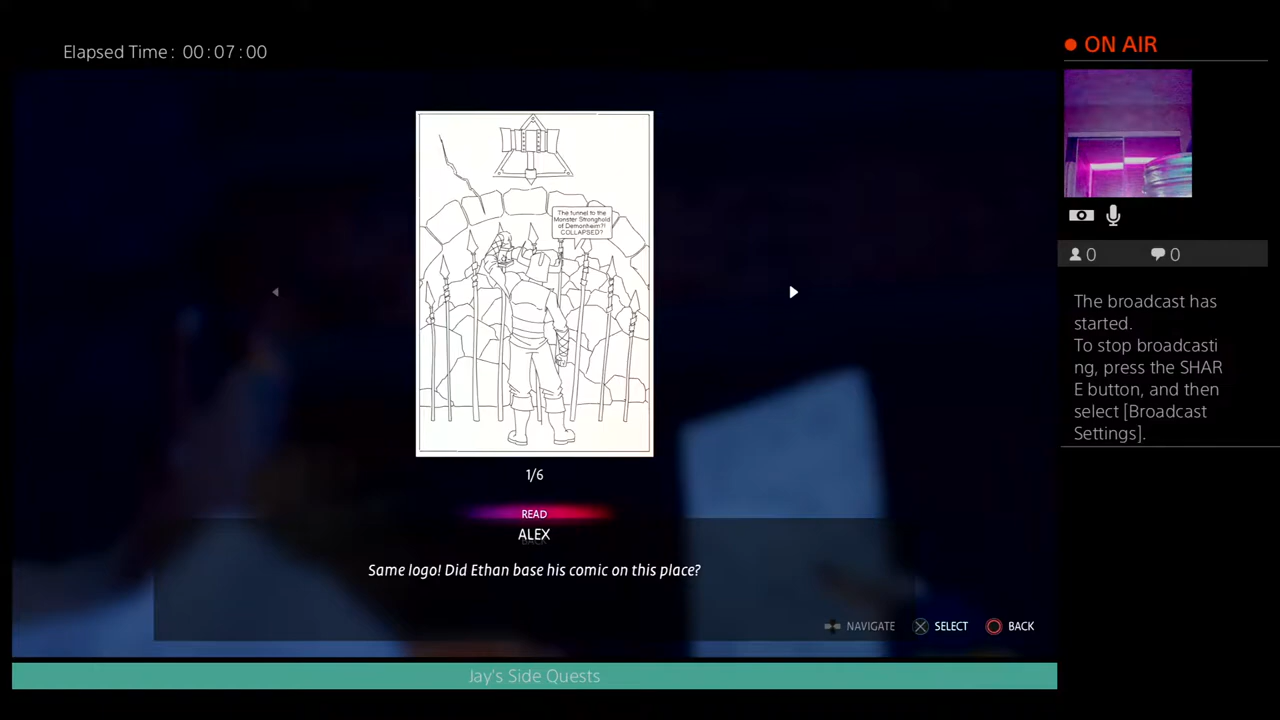 Elapsed Time: 00:07:00
ON AIR
The tunnel to the
Monster Stronghold
of Demonheim?!
COLLAPSED?
0
0
The broadcast has
started.
To stop broadcasti
ng, press the SHAR
E button, and then
select [Broadcast
Settings].
1/6
READ
ALEX
Same logo! Did Ethan base his comic on this place?
NAVIGATE SELECT BACK
Jay's Side Quests